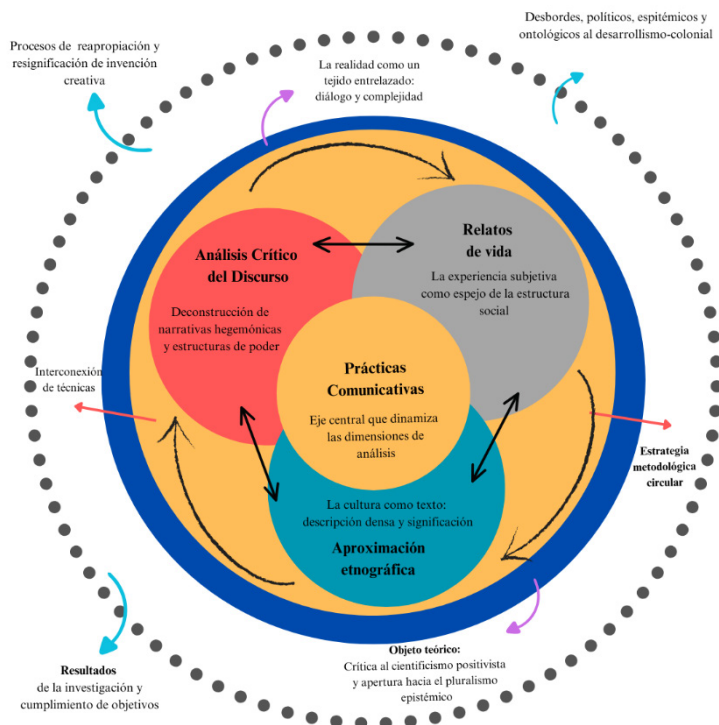 Desbordes, políticos, espitémicos y
ontológicos al desarrollismo-colonial
Procesos de reapropiación y
resignificación de invención
creativa
La realidad como un
tejido entrelazado:
diálogo y complejidad
Análisis Crítico
del Discurso
Deconstrucción de
narrativas hegemónicas
y estructuras de poder
Relatos
de vida
La experiencia subjetiva
como espejo de la estructura
social
Prácticas
Comunicativas
Eje central que dinamiza
las dimensiones de
análisis
Interconexión
de técnicas
Estrategia
metodológica
circular
La cultura como texto:
descripción densa y significación
Aproximación
etnográfica
Resultados
de la investigación y
cumplimiento de objetivos
Objeto teórico:
Crítica al cientificismo positivista
y apertura hacia el pluralismo
epistémico